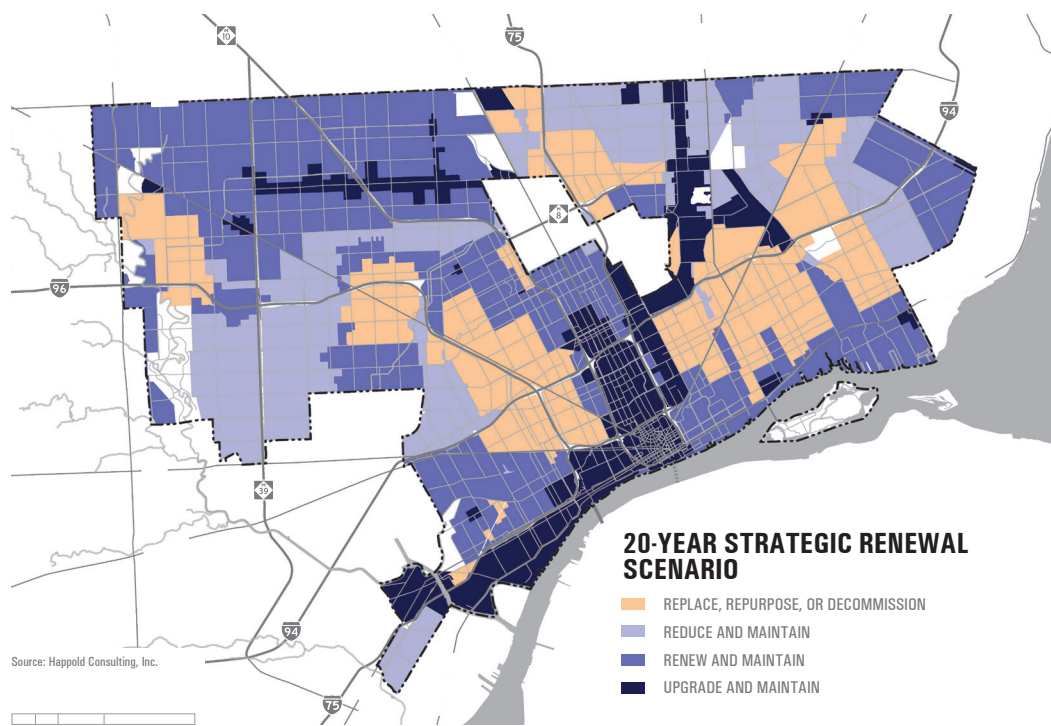 M
10
75
94
M
8
96
M
39
94
75
20-YEAR STRATEGIC RENEWAL
SCENARIO
REPLACE, REPURPOSE, OR DECOMMISSION
REDUCE AND MAINTAIN
RENEW AND MAINTAIN
UPGRADE AND MAINTAIN
Source: Happold Consulting, Inc.